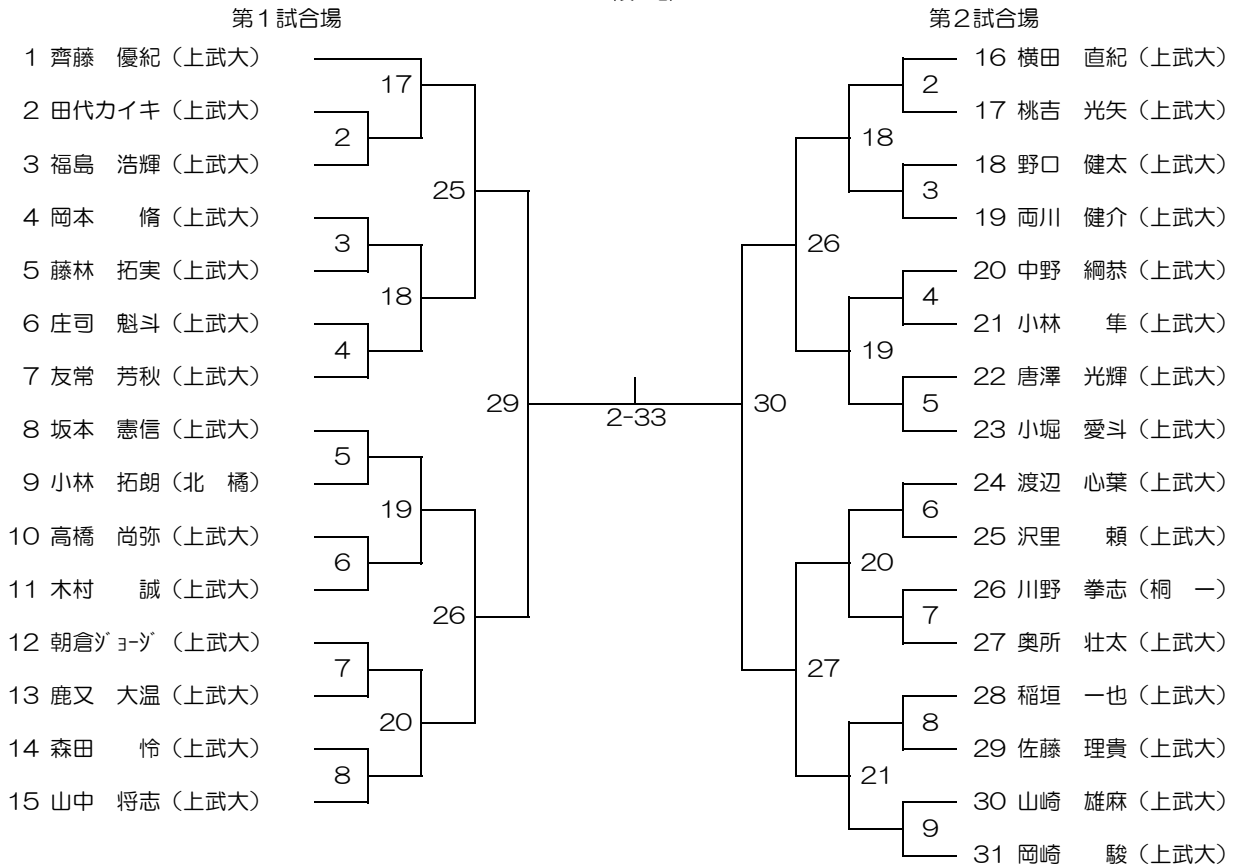 第1試合場
1 齊藤　優紀（上武大）
17
2 田代カイキ（上武大）
2
3 福島　浩輝（上武大）
25
4 岡本　　脩（上武大）
3
5 藤林　拓実（上武大）
18
6 庄司　魁斗（上武大）
4
7 友常　芳秋（上武大）
29
8 坂本　憲信（上武大）
5
9 小林　拓朗（北　橘）
19
10 高橋　尚弥（上武大）
6
11 木村　　誠（上武大）
26
12 朝倉ｼﾞｮｰｼﾞ（上武大）
7
13 鹿又　大温（上武大）
20
14 森田　　怜（上武大）
8
15 山中　将志（上武大）
2-33
第2試合場
16 横田　直紀（上武大）
2
17 桃吉　光矢（上武大）
18
18 野口　健太（上武大）
3
19 両川　健介（上武大）
26
20 中野　綱恭（上武大）
4
21 小林　　隼（上武大）
19
22 唐澤　光輝（上武大）
5
23 小堀　愛斗（上武大）
30
24 渡辺　心葉（上武大）
6
25 沢里　　頼（上武大）
20
26 川野　拳志（桐　一）
7
27 奥所　壮太（上武大）
27
28 稲垣　一也（上武大）
8
29 佐藤　理貴（上武大）
21
30 山崎　雄麻（上武大）
9
31 岡崎　　駿（上武大）